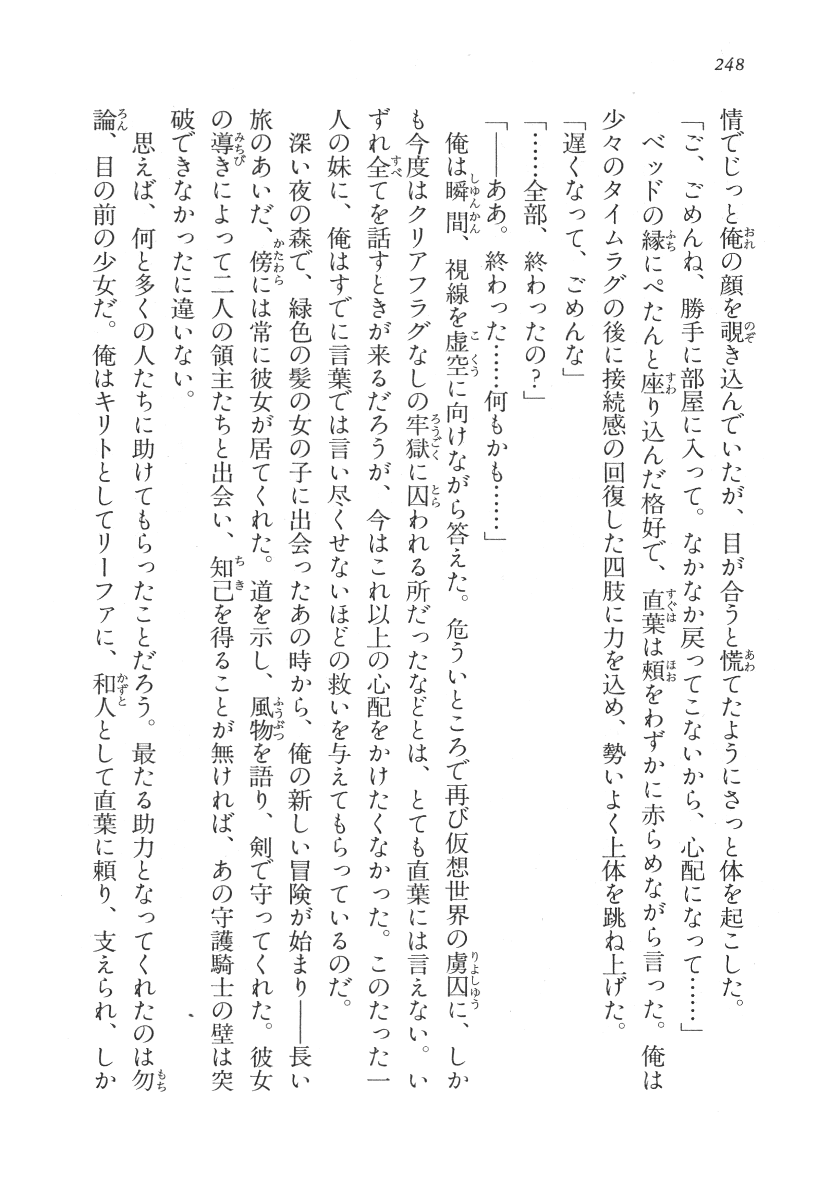 248
情でじっと俺の顔を覗き込んでいたが、目が合うと慌てたようにさっと体を起こした。
「ご、ごめんね、勝手に部屋に入って。なかなか戻ってこないから、心配になって……」
ベッドの縁にぺたんと座り込んだ格好で、直葉は頬をわずかに赤らめながら言った。俺は
少々のタイムラグの後に接続感の回復した四肢に力を込め、勢いよく上体を跳ね上げた。
「遅くなって、ごめんな」
「……全部、終わったの？」
「――ああ。終わった……何もかも……」
俺は瞬間、視線を虚空に向けながら答えた。危ういところで再び仮想世界の虜囚に、しか
も今度はクリアフラグなしの牢獄に囚われる所だったなどとは、とても直葉には言えない。い
ずれ全てを話すときが来るだろうが、今はこれ以上の心配をかけたくなかった。このたった一
人の妹に、俺はすでに言葉では言い尽くせないほどの救いを与えてもらっているのだ。
深い夜の森で、緑色の髪の女の子に出会ったあの時から、俺の新しい冒険が始まり――長い
旅のあいだ、傍には常に彼女が居てくれた。道を示し、風物を語り、剣で守ってくれた。彼女
の導きによって二人の領主たちと出会い、知己を得ることが無ければ、あの守護騎士の壁は突
破できなかったに違いない。
思えば、何と多くの人たちに助けてもらったことだろう。最たる助力となってくれたのは勿
論、目の前の少女だ。俺はキリトとしてリーファに、和人として直葉に頼り、支えられ、しか